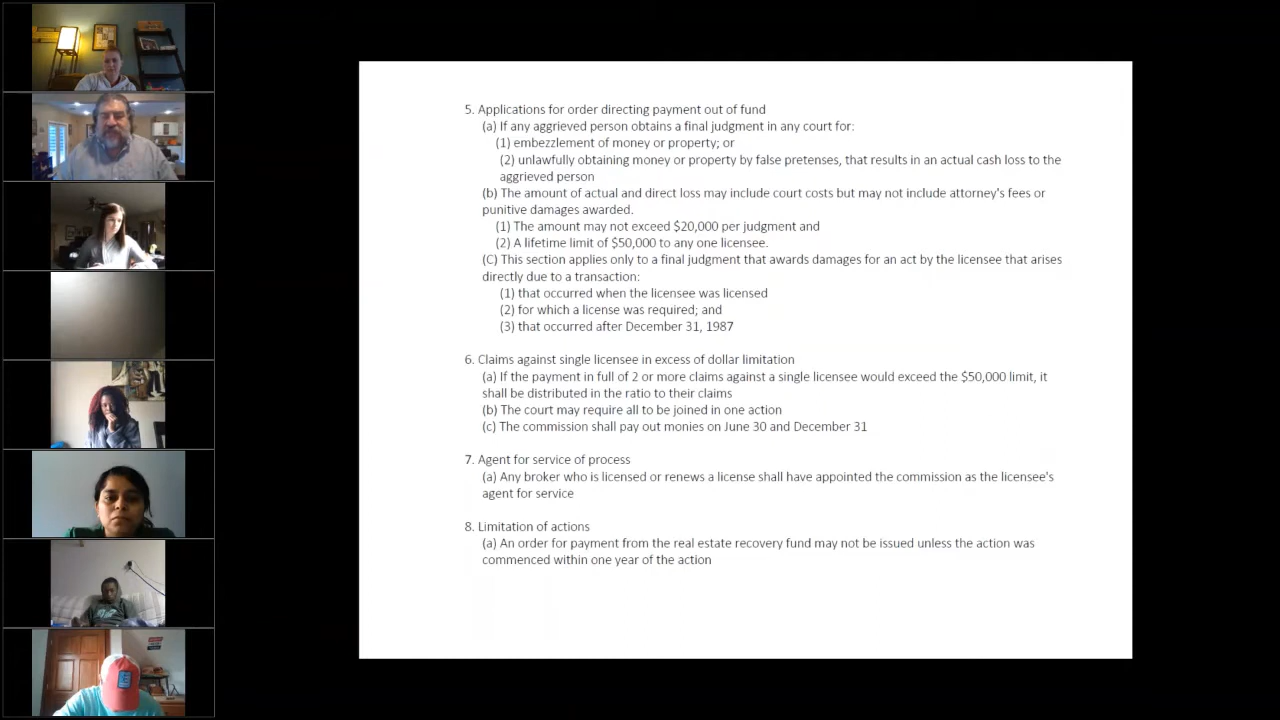 5. Applications for order directing payment out of fund
(a) If any aggrieved person obtains a final judgment in any court for:
(1) embezzlement of money or property; or
(2) unlawfully obtaining money or property by false pretenses, that results in an actual cash loss to the
aggrieved person
(b) The amount of actual and direct loss may include court costs but may not include attorney's fees or
punitive damages awarded.
(1) The amount may not exceed $20,000 per judgment and
(2) A lifetime limit of $50,000 to any one licensee.
(C) This section applies only to a final judgment that awards damages for an act by the licensee that arises
directly due to a transaction:
(1) that occurred when the licensee was licensed
(2) for which a license was required; and
(3) that occurred after December 31, 1987
6. Claims against single licensee in excess of dollar limitation
(a) If the payment in full of 2 or more claims against a single licensee would exceed the $50,000 limit, it
shall be distributed in the ratio to their claims
(b) The court may require all to be joined in one action
(c) The commission shall pay out monies on June 30 and December 31
7. Agent for service of process
(a) Any broker who is licensed or renews a license shall have appointed the commission as the licensee's
agent for service
8. Limitation of actions
(a) An order for payment from the real estate recovery fund may not be issued unless the action was
commenced within one year of the action